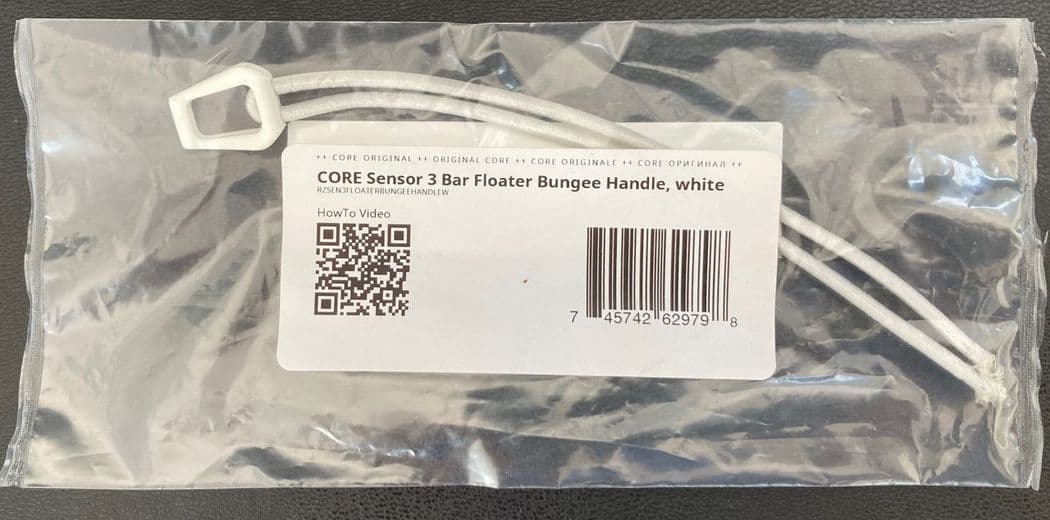 ++ CORE ORIGINAL ++ ORIGINAL CORE ++ CORE ORIGINALE ++ CORE ОРИГИНАЛ ++
CORE Sensor 3 Bar Floater Bungee Handle, white
RZSEN3FLOATERBUNGEEHANDLEW
HowTo Video
7 45742 62979 8